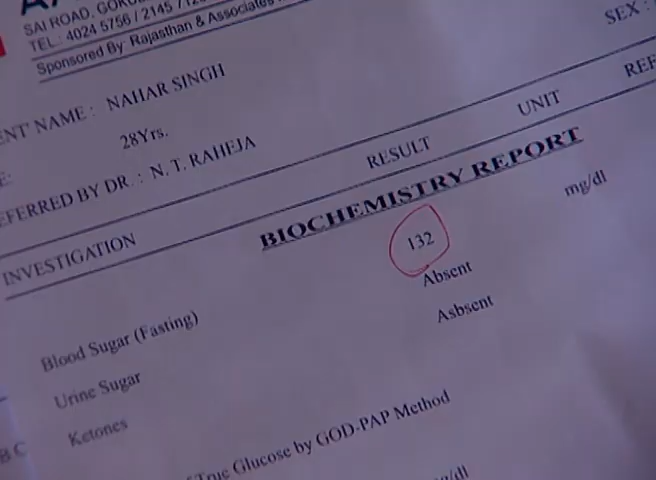 SAI ROAD, GOKUL
TEL.: 4024 5756 / 2145 7
Sponsored By: Rajasthan & Associates
SEX :
ENT NAME : NAHAR SINGH
28Yrs.
EFERRED BY DR. : N. T. RAHEJA
INVESTIGATION RESULT UNIT REF
BIOCHEMISTRY REPORT
Blood Sugar (Fasting) 132 mg/dl
Urine Sugar Absent
Ketones Asbsent
True Glucose by GOD-PAP Method